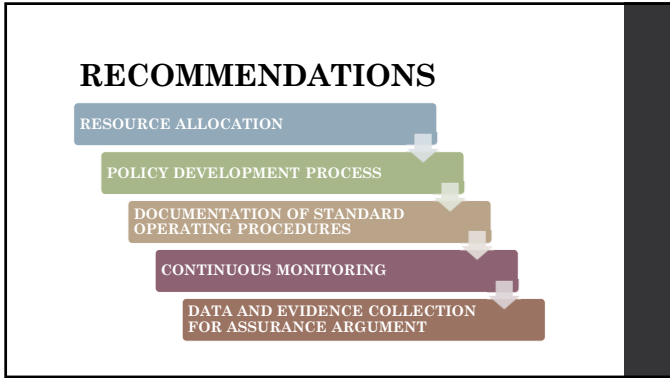 RECOMMENDATIONS
RESOURCE ALLOCATION
POLICY DEVELOPMENT PROCESS
DOCUMENTATION OF STANDARD
OPERATING PROCEDURES
CONTINUOUS MONITORING
DATA AND EVIDENCE COLLECTION
FOR ASSURANCE ARGUMENT